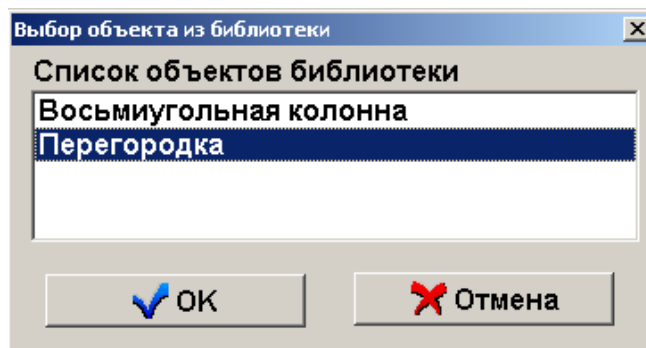 Выбор объекта из библиотеки
Список объектов библиотеки
Восьмиугольная колонна
Перегородка
OK
Отмена